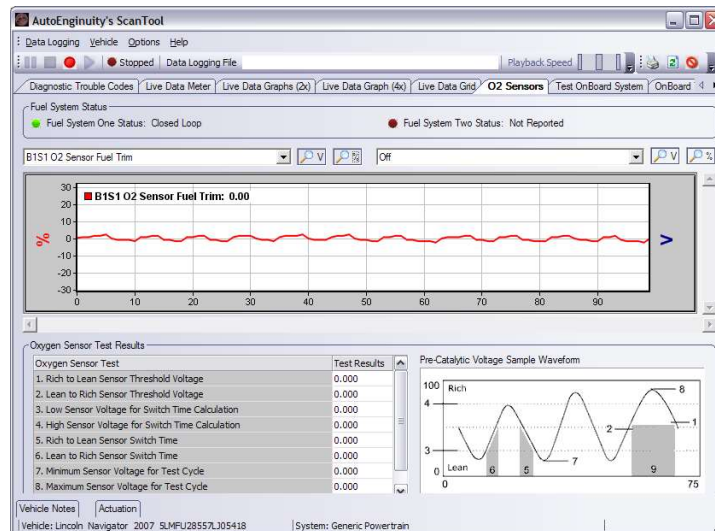 AutoEnginuity's ScanTool
Data Logging Vehicle Options Help
Stopped Data Logging File Playback Speed
Diagnostic Trouble Codes Live Data Meter Live Data Graphs (2x) Live Data Graph (4x) Live Data Grid O2 Sensors Test OnBoard System OnBoard
Fuel System Status
Fuel System One Status: Closed Loop Fuel System Two Status: Not Reported
B1S1 O2 Sensor Fuel Trim V % Off V %
B1S1 O2 Sensor Fuel Trim: 0.00
30
20
10
0
-10
-20
-30
%
>
0 10 20 30 40 50 60 70 80 90
Oxygen Sensor Test Results
Oxygen Sensor Test Test Results
1. Rich to Lean Sensor Threshold Voltage 0.000
2. Lean to Rich Sensor Threshold Voltage 0.000
3. Low Sensor Voltage for Switch Time Calculation 0.000
4. High Sensor Voltage for Switch Time Calculation 0.000
5. Rich to Lean Sensor Switch Time 0.000
6. Lean to Rich Sensor Switch Time 0.000
7. Minimum Sensor Voltage for Test Cycle 0.000
8. Maximum Sensor Voltage for Test Cycle 0.000
Pre-Catalytic Voltage Sample Waveform
100 Rich 8
4
2 1
3 7
0 Lean 6 5 9
0 75
Vehicle Notes Actuation
Vehicle: Lincoln Navigator 2007 5LMFU28557LJ05418 System: Generic Powertrain